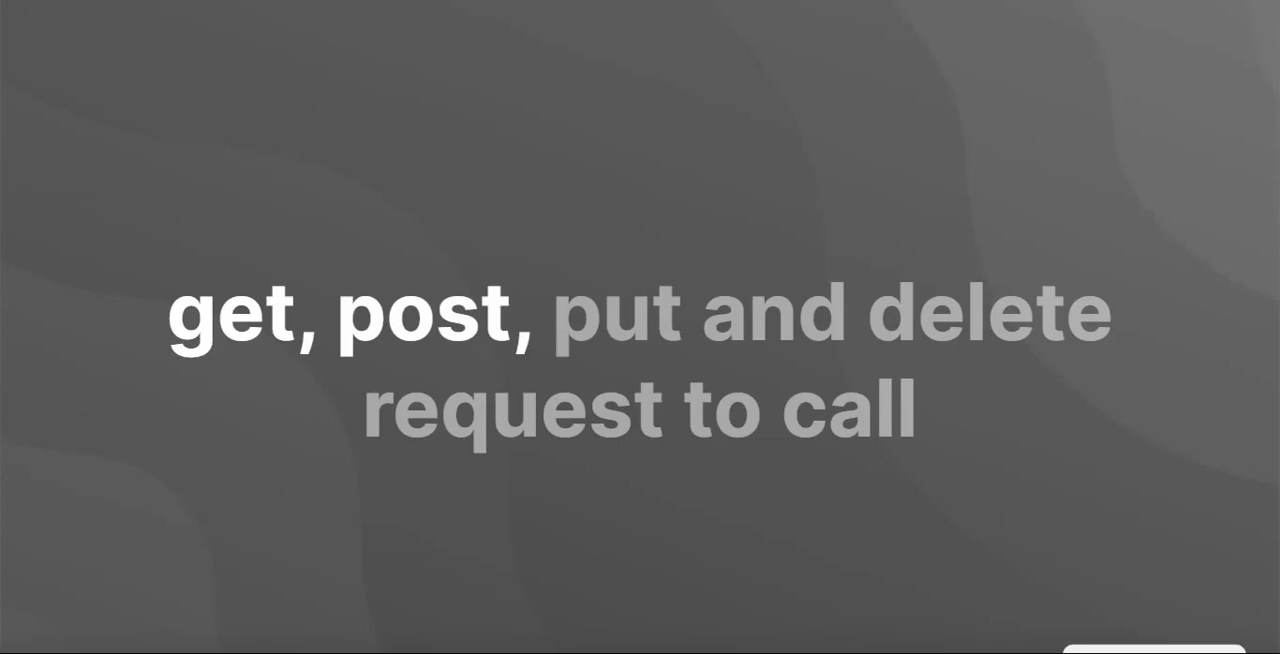 get, post, put and delete
request to call